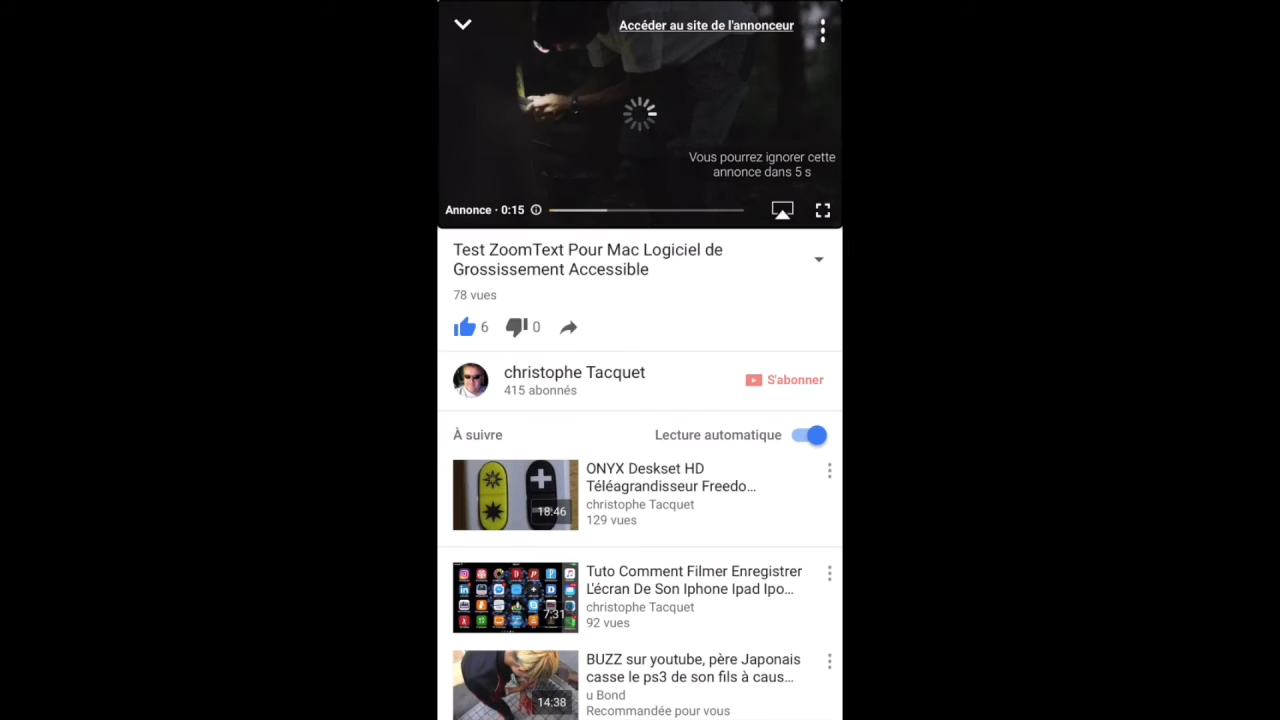 Accéder au site de l'annonceur
Vous pourrez ignorer cette
annonce dans 5 s
Annonce · 0:15
Test ZoomText Pour Mac Logiciel de
Grossissement Accessible
78 vues
6
0
christophe Tacquet
415 abonnés
S'abonner
À suivre
Lecture automatique
18:46
ONYX Deskset HD
Téléagrandisseur Freedo...
christophe Tacquet
129 vues
7:31
Tuto Comment Filmer Enregistrer
L'écran De Son Iphone Ipad Ipo...
christophe Tacquet
92 vues
14:38
BUZZ sur youtube, père Japonais
casse le ps3 de son fils à caus...
u Bond
Recommandée pour vous